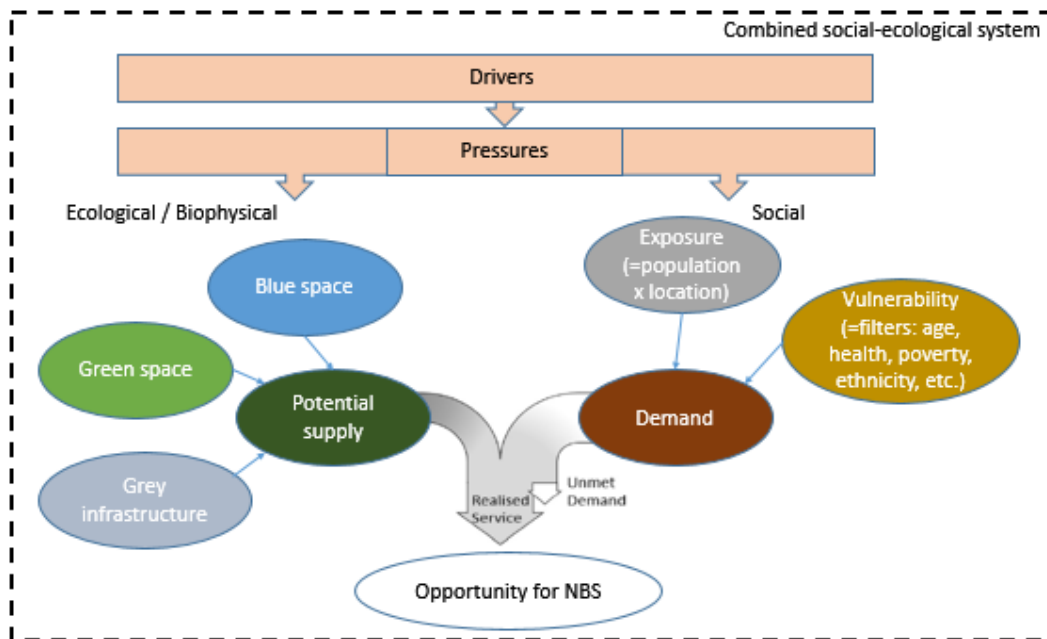 Combined social-ecological system
Drivers
Pressures
Ecological / Biophysical
Social
Exposure
(=population
x location)
Blue space
Vulnerability
(=filters: age,
health, poverty,
ethnicity, etc.)
Green space
Potential
supply
Demand
Grey
infrastructure
Unmet
Demand
Realised
Service
Opportunity for NBS